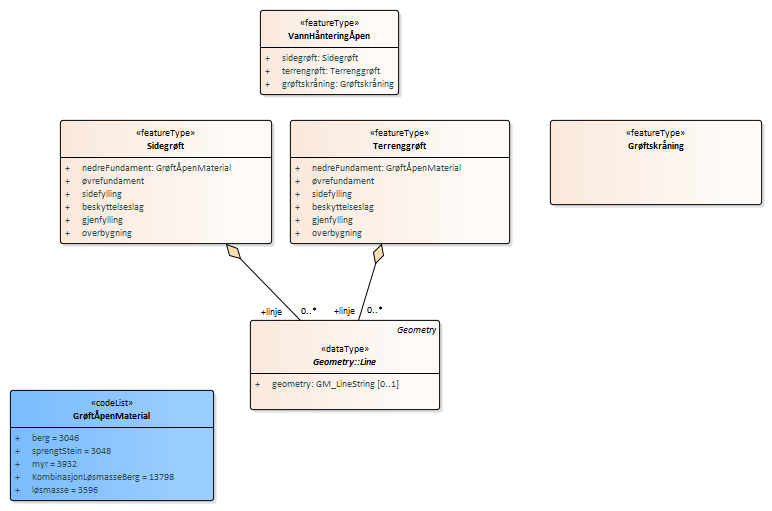 «featureType»
VannHånteringÅpen
+ sidegrøft: Sidegrøft
+ terrengrøft: Terrenggrøft
+ grøftskråning: Grøftskråning
«featureType»
Sidegrøft
+ nedreFundament: GrøftÅpenMaterial
+ øvrefundament
+ sidefylling
+ beskyttelseslag
+ gjenfylling
+ overbygning
«featureType»
Terrenggrøft
+ nedreFundament: GrøftÅpenMaterial
+ øvrefundament
+ sidefylling
+ beskyttelseslag
+ gjenfylling
+ overbygning
«featureType»
Grøftskråning
+linje 0..*
+linje 0..*
Geometry
«dataType»
Geometry::Line
+ geometry: GM_LineString [0..1]
«codeList»
GrøftÅpenMaterial
+ berg = 3046
+ sprengtStein = 3048
+ myr = 3932
+ KombinasjonLøsmasseBerg = 13798
+ løsmasse = 3596